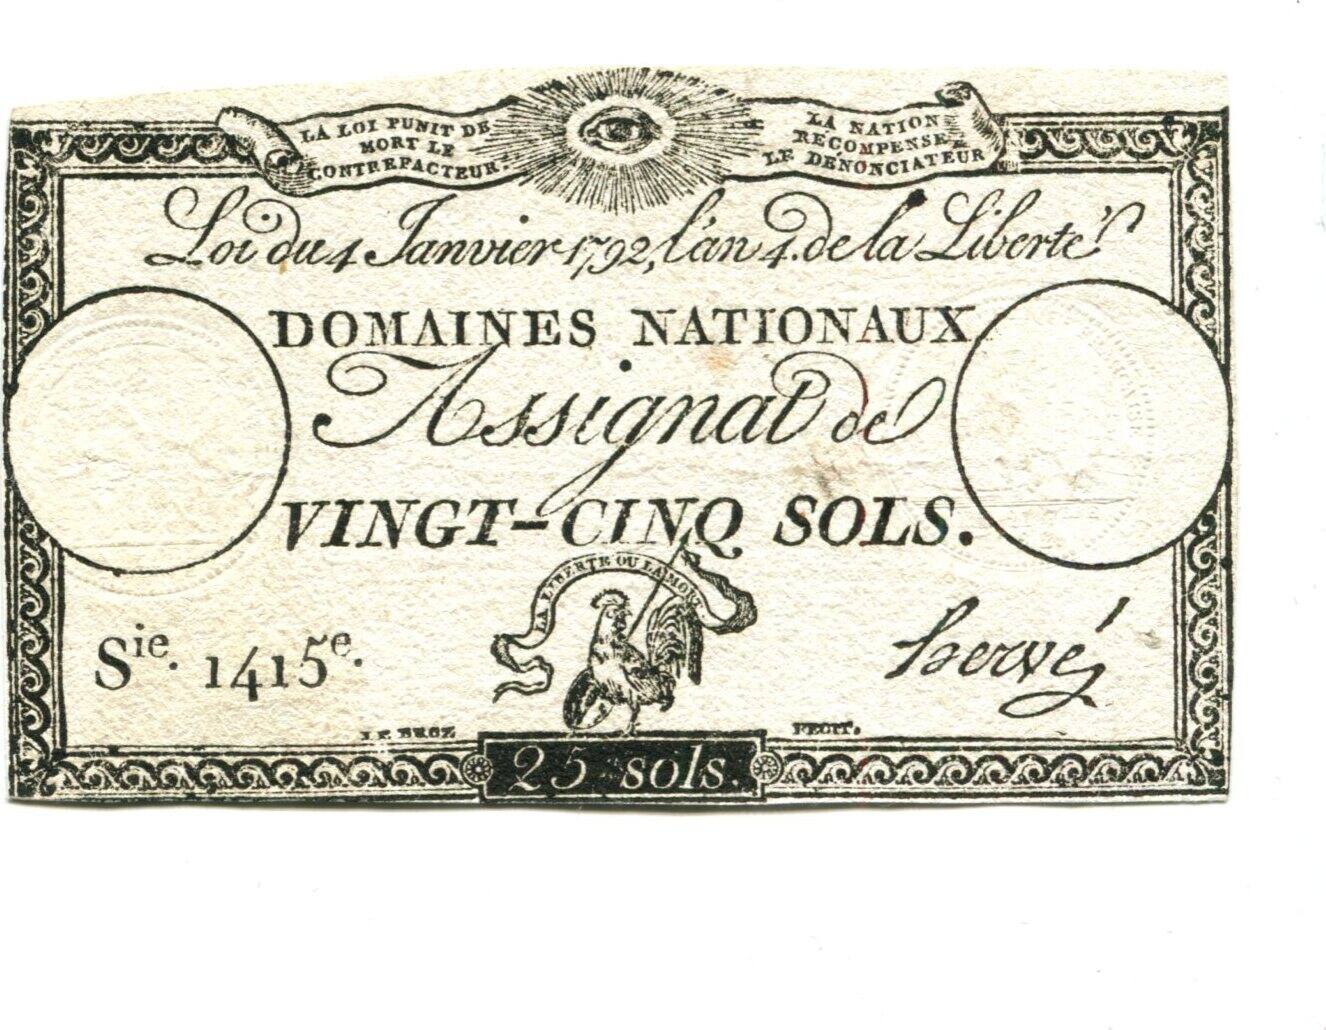 LA LOI PUNIT DE
MORT LE
CONTREFACTEUR.
LA NATION
RECOMPENSE
LE DENONCIATEUR
Loi du 4 Janvier 1792, l'an 4.de la Liberté
DOMAINES NATIONAUX
Assignat de
VINGT-CINQ SOLS.
LA LIBERTE OU LA MORT
Sie. 1415e.
hervé
FECIT.
25 sols.